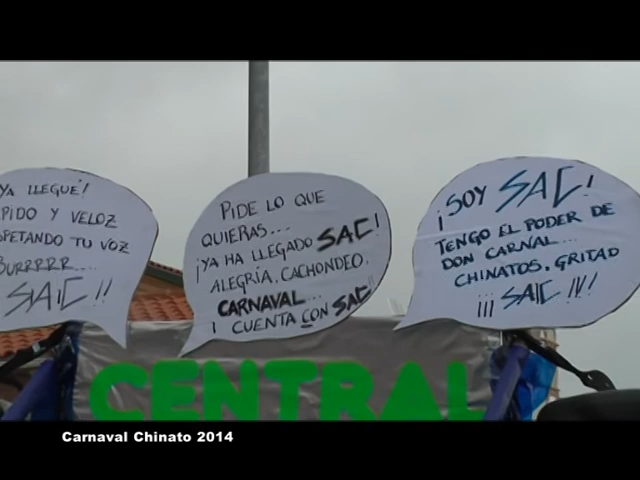 YA LLEGUÉ!
PIDO Y VELOZ
PETANDO TU VOZ
BURRRRR....
SAC!!
PIDE LO QUE
QUIERAS...
¡YA HA LLEGADO SAC!
ALEGRÍA, CACHONDEO,
CARNAVAL...
¡ CUENTA CON SAC!
¡SOY SAC!
TENGO EL PODER DE
DON CARNAL...
CHINATOS, GRITAD
¡¡¡ SAC !!!
CENTRAL
Carnaval Chinato 2014